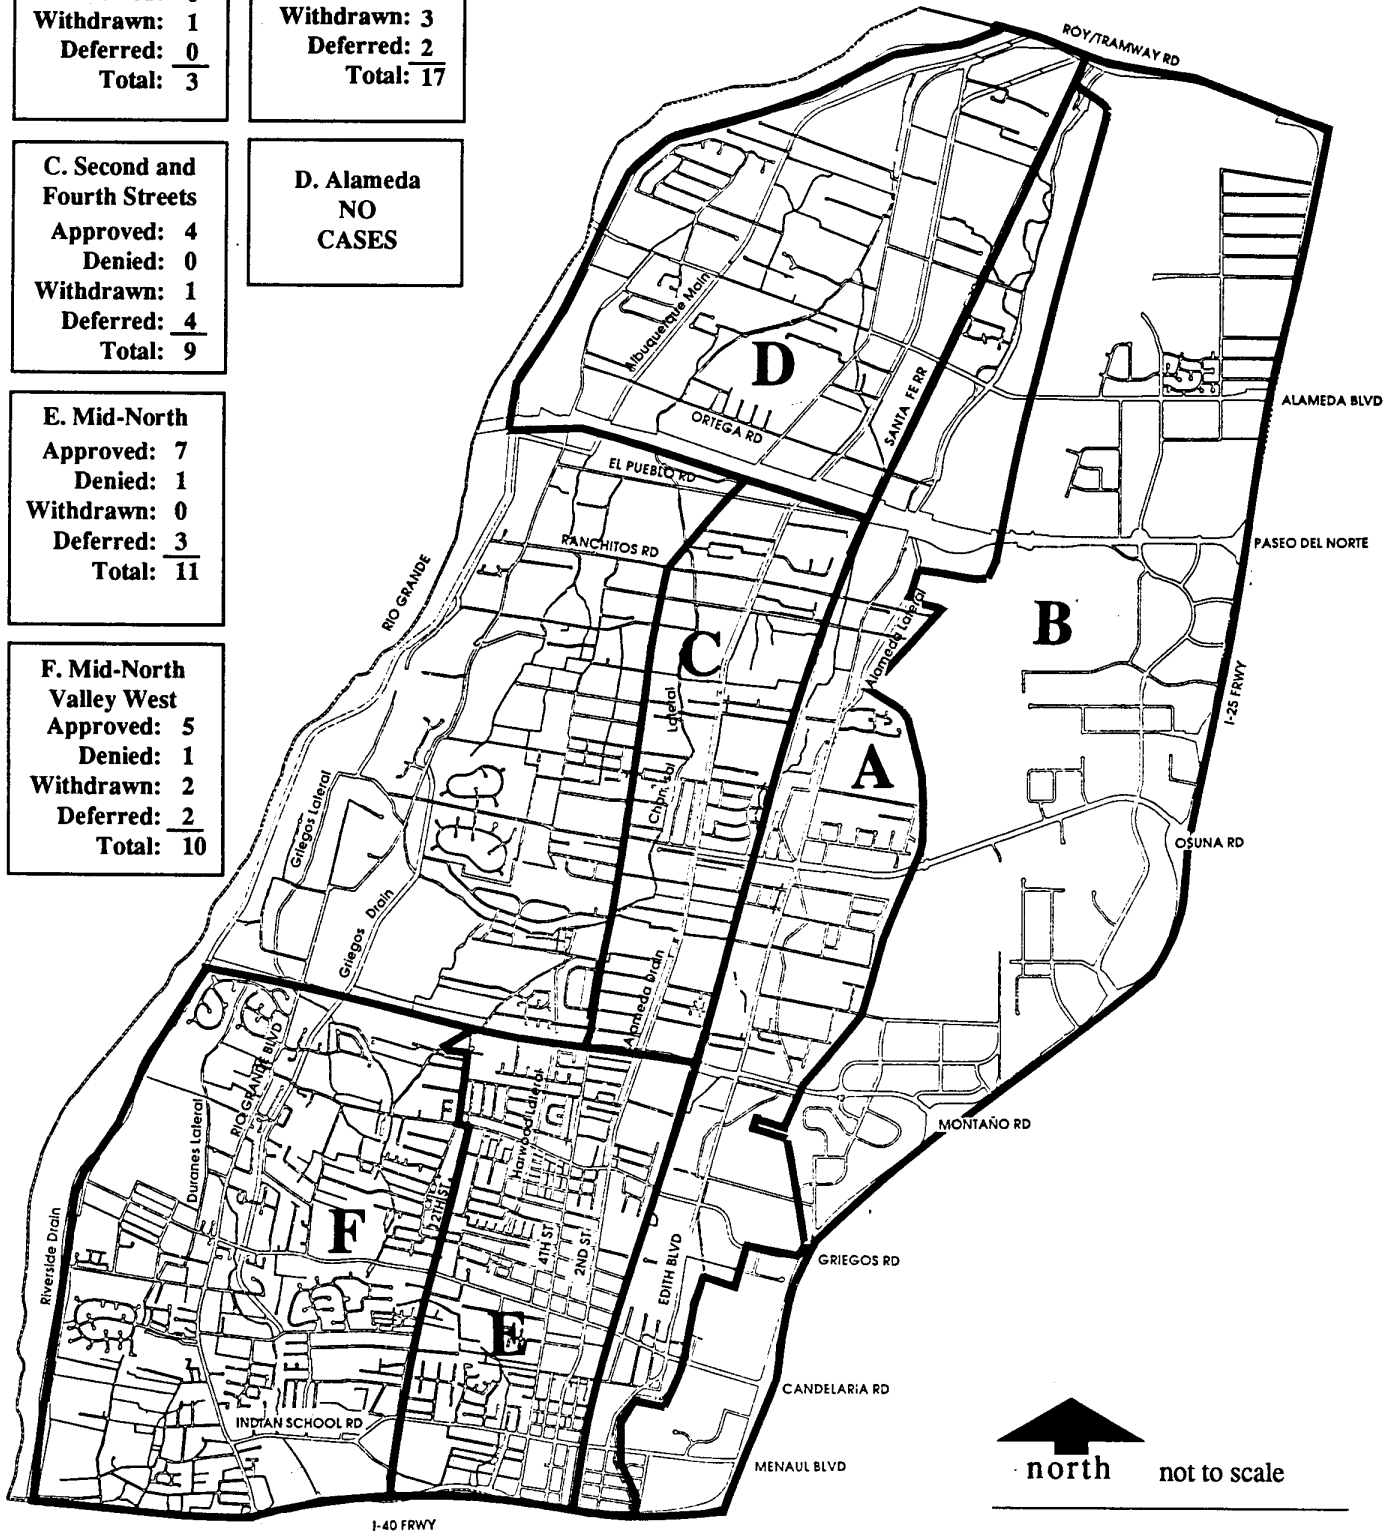 Withdrawn: 1
Deferred: 0
Total: 3
Withdrawn: 3
Deferred: 2
Total: 17
C. Second and
Fourth Streets
Approved: 4
Denied: 0
Withdrawn: 1
Deferred: 4
Total: 9
D. Alameda
NO
CASES
E. Mid-North
Approved: 7
Denied: 1
Withdrawn: 0
Deferred: 3
Total: 11
F. Mid-North
Valley West
Approved: 5
Denied: 1
Withdrawn: 2
Deferred: 2
Total: 10
ROY/TRAMWAY RD
Albuquerque Main
D
SANTA FE RR
ALAMEDA BLVD
ORTEGA RD
EL PUEBLO RD
RANCHITOS RD
PASEO DEL NORTE
RIO GRANDE
Alameda Lateral
B
C
Chamisal Lateral
I-25 FRWY
A
Griegos Lateral
OSUNA RD
Griegos Drain
Alameda Drain
RIO GRANDE BLVD
Duranes Lateral
Harwood Lateral
MONTAÑO RD
12TH ST
F
4TH ST
2ND ST
Riverside Drain
EDITH BLVD
GRIEGOS RD
E
CANDELARIA RD
INDIAN SCHOOL RD
MENAUL BLVD
I-40 FRWY
north
not to scale